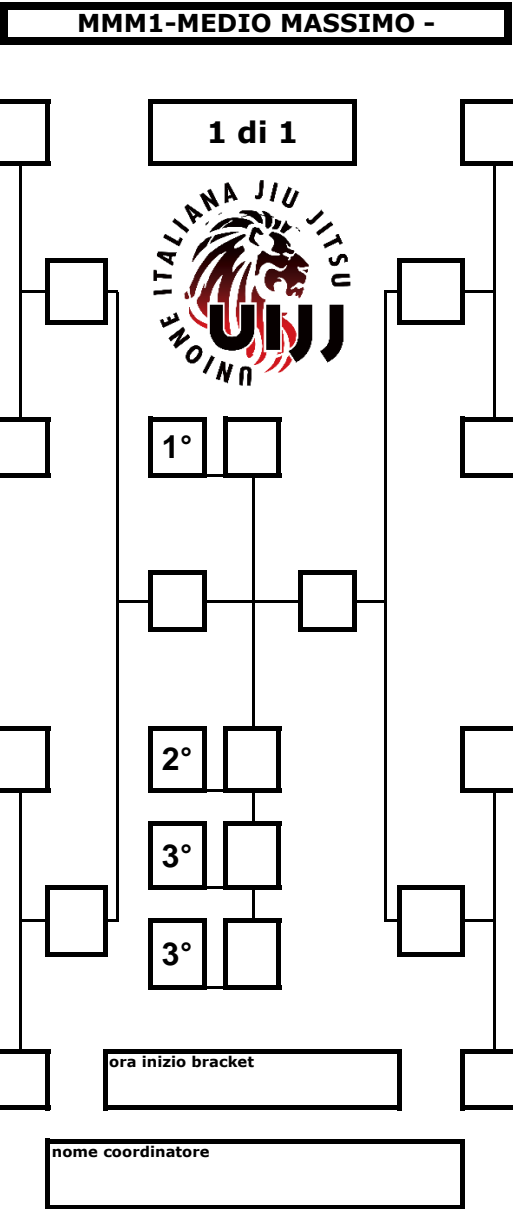 MMM1-MEDIO MASSIMO -
1 di 1
UNIONE ITALIANA JIU JITSU
UIJJ
1°
2°
3°
3°
ora inizio bracket
nome coordinatore